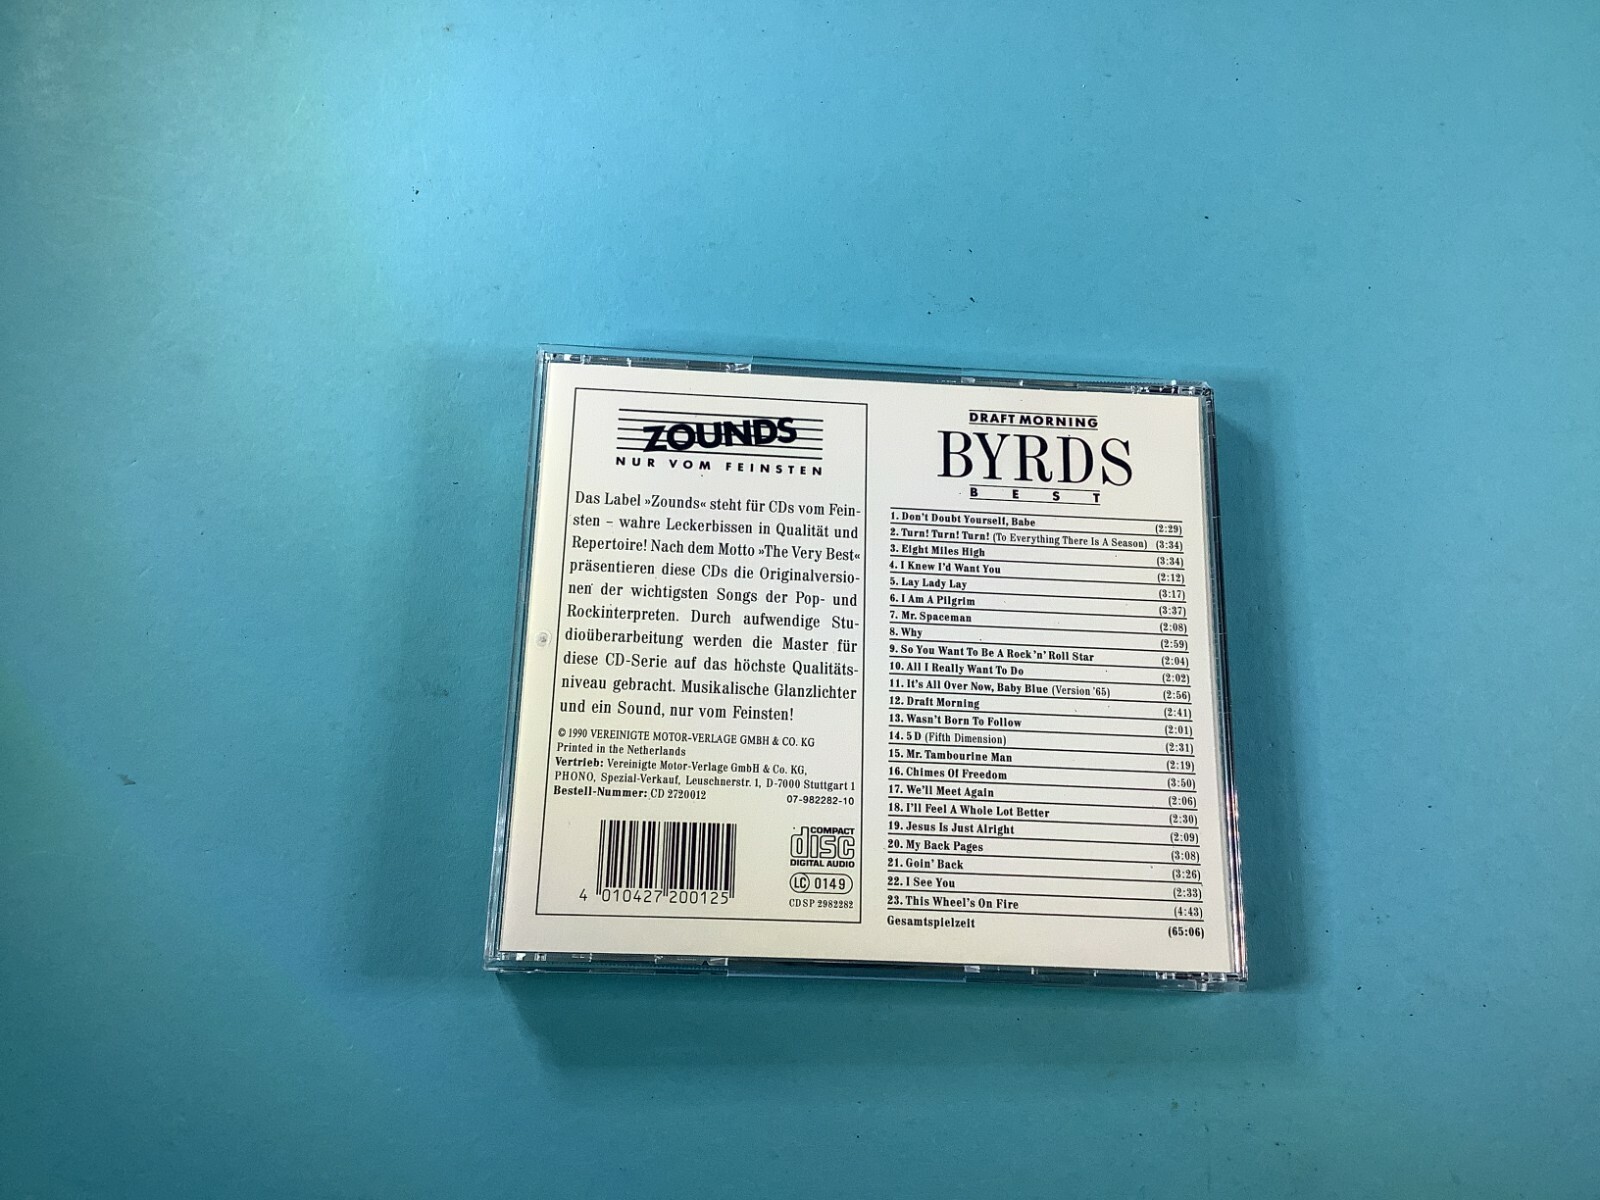 ZOUNDS
NUR VOM FEINSTEN
Das Label »Zounds« steht für CDs vom Fein-
sten – wahre Leckerbissen in Qualität und
Repertoire! Nach dem Motto »The Very Best«
präsentieren diese CDs die Originalversio-
nen der wichtigsten Songs der Pop- und
Rockinterpreten. Durch aufwendige Stu-
dioüberarbeitung werden die Master für
diese CD-Serie auf das höchste Qualitäts-
niveau gebracht. Musikalische Glanzlichter
und ein Sound, nur vom Feinsten!
© 1990 VEREINIGTE MOTOR-VERLAGE GMBH & CO. KG
Printed in the Netherlands
Vertrieb: Vereinigte Motor-Verlage GmbH & Co. KG,
PHONO, Spezial-Verkauf, Leuschnerstr. 1, D-7000 Stuttgart 1
Bestell-Nummer: CD 2720012 07-982282-10
4 010427 200125
COMPACT
disc
DIGITAL AUDIO
LC 0149
CDSP 2982282
DRAFT MORNING
BYRDS
BEST
1. Don't Doubt Yourself, Babe (2:29)
2. Turn! Turn! Turn! (To Everything There Is A Season) (3:34)
3. Eight Miles High (3:34)
4. I Knew I'd Want You (2:12)
5. Lay Lady Lay (3:17)
6. I Am A Pilgrim (3:37)
7. Mr. Spaceman (2:08)
8. Why (2:59)
9. So You Want To Be A Rock'n' Roll Star (2:04)
10. All I Really Want To Do (2:02)
11. It's All Over Now, Baby Blue (Version '65) (2:56)
12. Draft Morning (2:41)
13. Wasn't Born To Follow (2:01)
14. 5 D (Fifth Dimension) (2:31)
15. Mr. Tambourine Man (2:19)
16. Chimes Of Freedom (3:50)
17. We'll Meet Again (2:06)
18. I'll Feel A Whole Lot Better (2:30)
19. Jesus Is Just Alright (2:09)
20. My Back Pages (3:08)
21. Goin' Back (3:26)
22. I See You (2:33)
23. This Wheel's On Fire (4:43)
Gesamtspielzeit (65:06)